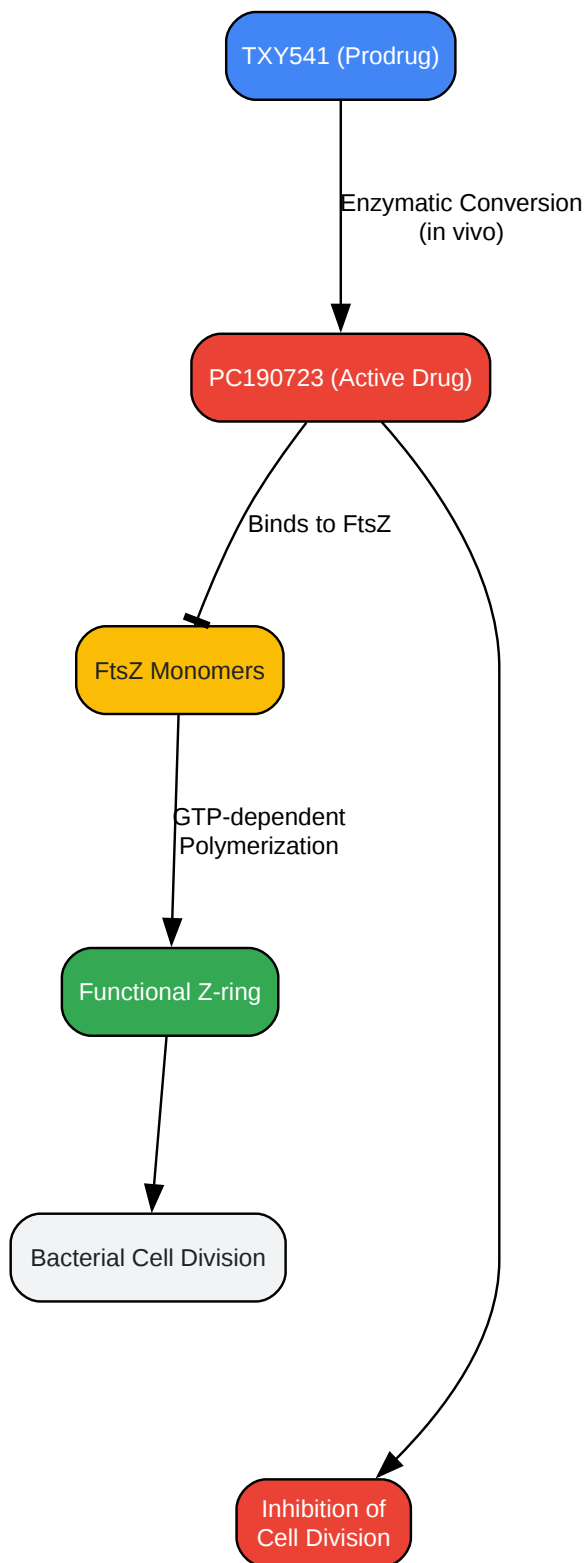 TXY541 (Prodrug)
Enzymatic Conversion
(in vivo)
PC190723 (Active Drug)
Binds to FtsZ
FtsZ Monomers
GTP-dependent
Polymerization
Functional Z-ring
Bacterial Cell Division
Inhibition of
Cell Division